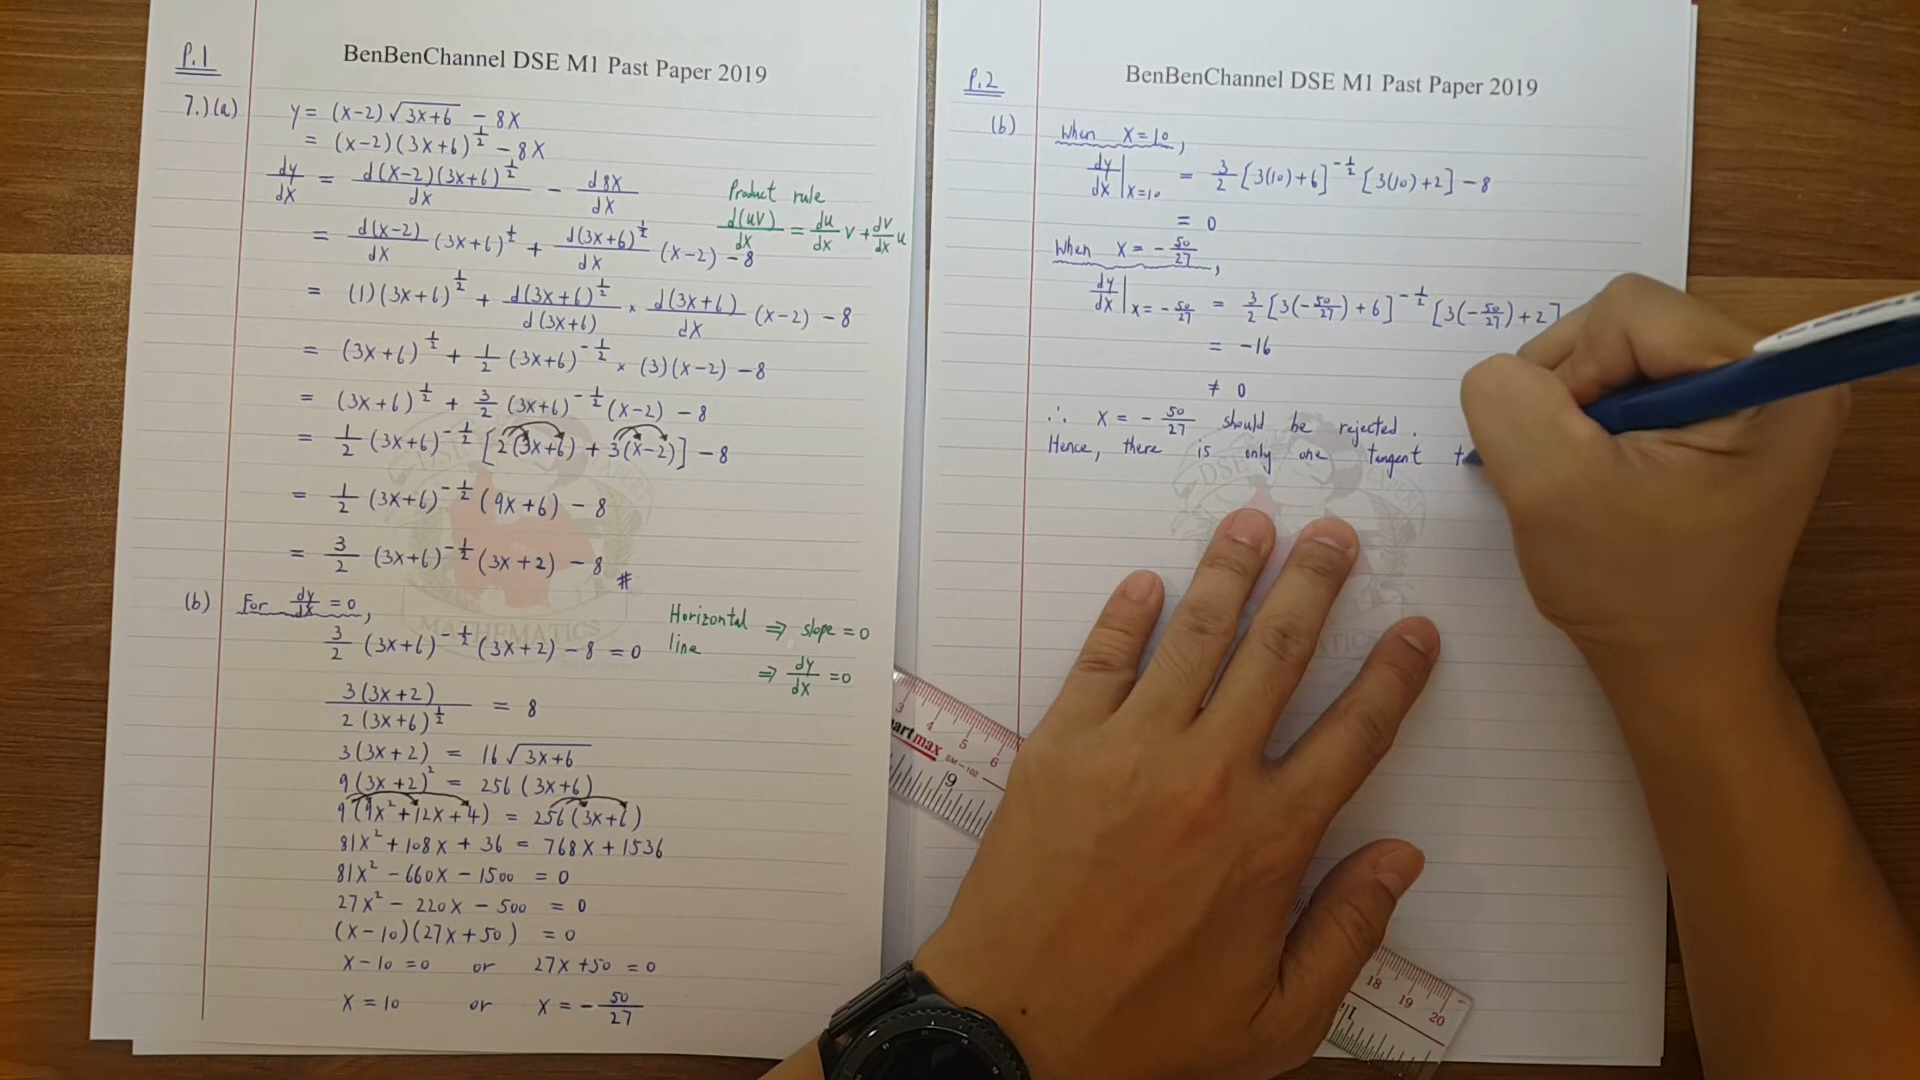 P.1
BenBenChannel DSE M1 Past Paper 2019
7.)(a) y = (x-2)√(3x+6) - 8x
= (x-2)(3x+6)^(1/2) - 8x
dy/dx = d(x-2)(3x+6)^(1/2)/dx - d8x/dx
Product rule
d(uv)/dx = du/dx v + dv/dx u
= d(x-2)/dx (3x+6)^(1/2) + d(3x+6)^(1/2)/dx (x-2) - 8
= (1)(3x+6)^(1/2) + d(3x+6)^(1/2)/d(3x+6) × d(3x+6)/dx (x-2) - 8
= (3x+6)^(1/2) + 1/2 (3x+6)^(-1/2) × (3)(x-2) - 8
= (3x+6)^(1/2) + 3/2 (3x+6)^(-1/2) (x-2) - 8
= 1/2 (3x+6)^(-1/2) [2(3x+6) + 3(x-2)] - 8
= 1/2 (3x+6)^(-1/2) (9x+6) - 8
= 3/2 (3x+6)^(-1/2) (3x+2) - 8 #
(b) For dy/dx = 0,
Horizontal line ⇒ slope = 0
⇒ dy/dx = 0
3/2 (3x+6)^(-1/2) (3x+2) - 8 = 0
3(3x+2)/2(3x+6)^(1/2) = 8
3(3x+2) = 16√(3x+6)
9(3x+2)² = 256(3x+6)
9(9x²+12x+4) = 256(3x+6)
81x² + 108x + 36 = 768x + 1536
81x² - 660x - 1500 = 0
27x² - 220x - 500 = 0
(x-10)(27x+50) = 0
x-10 = 0 or 27x+50 = 0
x = 10 or x = -50/27
MATHEMATICS
P.2
BenBenChannel DSE M1 Past Paper 2019
(b) When x = 10,
dy/dx |x=10 = 3/2 [3(10)+6]^(-1/2) [3(10)+2] - 8
= 0
When x = -50/27,
dy/dx |x=-50/27 = 3/2 [3(-50/27)+6]^(-1/2) [3(-50/27)+2]
= -16
≠ 0
∴ x = -50/27 should be rejected.
Hence, there is only one tangent t
DSE
artmax
SM-102
3 4 5 6
9
18 19 20